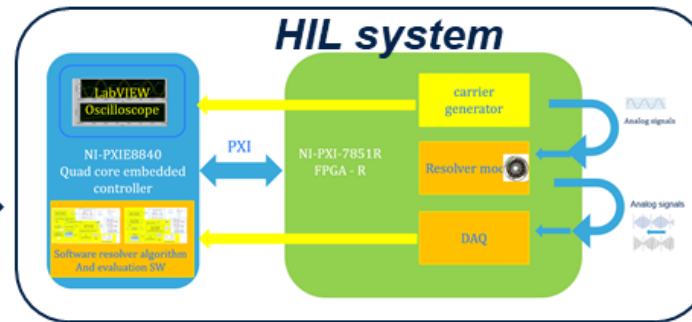 HIL system
LabVIEW
Oscilloscope
NI-PXIE8840
Quad core embedded
controller
Software resolver algorithm
And evaluation SW
PXI
NI-PXI-7851R
FPGA - R
carrier
generator
Resolver
DAQ
Analog signals
Analog signals